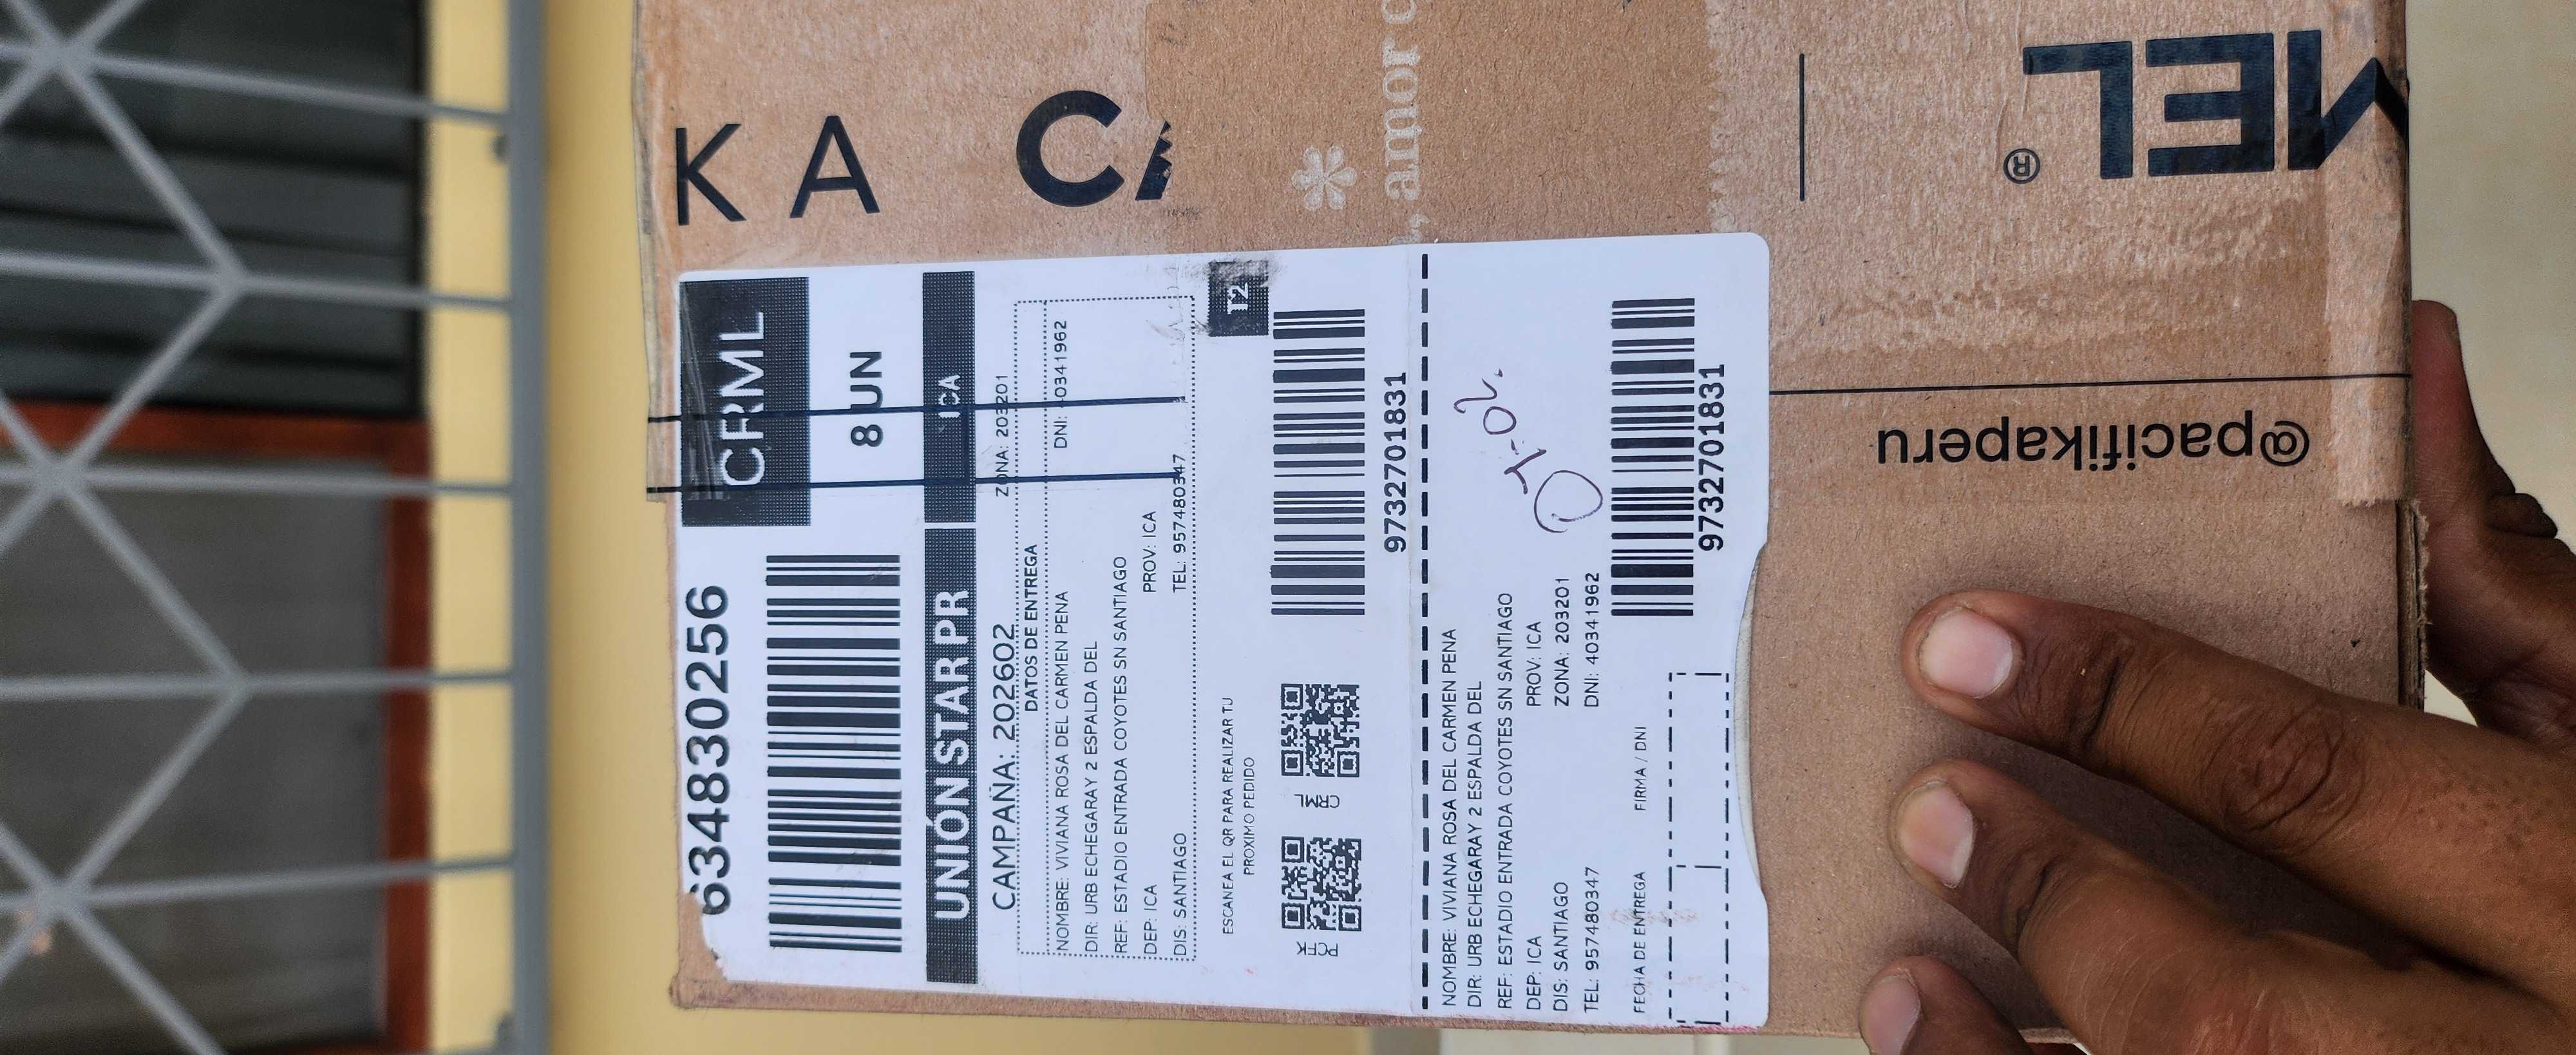 KA CA
, amor c
MEL®
@pacifikaperu
634830256
CRML
8 UN
UNIÓN STAR PR ICA
CAMPAÑA: 202602 ZONA: 203201
DATOS DE ENTREGA
NOMBRE: VIVIANA ROSA DEL CARMEN PENA DNI: 40341962
DIR: URB ECHEGARAY 2 ESPALDA DEL
REF: ESTADIO ENTRADA COYOTES SN SANTIAGO
DEP: ICA PROV: ICA
DIS: SANTIAGO TEL: 957480347
T2
ESCANEA EL QR PARA REALIZAR TU
PROXIMO PEDIDO
PCFK CRML
9732701831
NOMBRE: VIVIANA ROSA DEL CARMEN PENA
DIR: URB ECHEGARAY 2 ESPALDA DEL
REF: ESTADIO ENTRADA COYOTES SN SANTIAGO
DEP: ICA PROV: ICA
DIS: SANTIAGO ZONA: 203201
TEL: 957480347 DNI: 40341962
FECHA DE ENTREGA FIRMA / DNI
9732701831